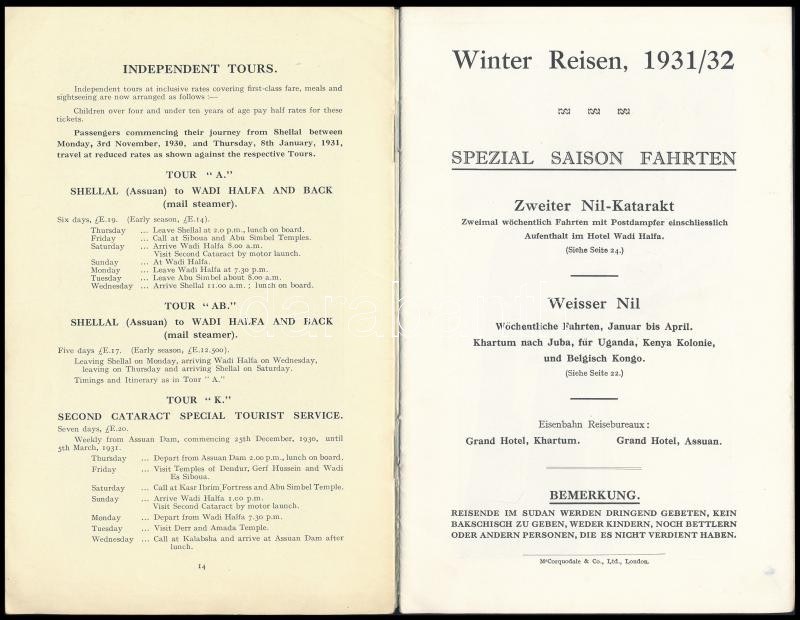 INDEPENDENT TOURS.
Independent tours at inclusive rates covering first-class fare, meals and
sightseeing are now arranged as follows :—
Children over four and under ten years of age pay half rates for these
tickets.
Passengers commencing their journey from Shellal between
Monday, 3rd November, 1930, and Thursday, 8th January, 1931,
travel at reduced rates as shown against the respective Tours.
TOUR "A."
SHELLAL (Assuan) to WADI HALFA AND BACK
(mail steamer).
Six days, £E.19. (Early season, £E.14).
Thursday ... Leave Shellal at 2.0 p.m., lunch on board.
Friday ... Call at Siboua and Abu Simbel Temples.
Saturday ... Arrive Wadi Halfa 8.00 a.m.
Visit Second Cataract by motor launch.
Sunday ... At Wadi Halfa.
Monday ... Leave Wadi Halfa at 7.30 p.m.
Tuesday ... Leave Abu Simbel about 8.00 a.m.
Wednesday ... Arrive Shellal 11.00 a.m. ; lunch on board.
TOUR "AB."
SHELLAL (Assuan) to WADI HALFA AND BACK
(mail steamer).
Five days £E.17. (Early season, £E.12.500).
Leaving Shellal on Monday, arriving Wadi Halfa on Wednesday,
leaving on Thursday and arriving Shellal on Saturday.
Timings and Itinerary as in Tour "A."
TOUR "K."
SECOND CATARACT SPECIAL TOURIST SERVICE.
Seven days, £E.20.
Weekly from Assuan Dam, commencing 25th December, 1930, until
5th March, 1931.
Thursday ... Depart from Assuan Dam 2.00 p.m., lunch on board.
Friday ... Visit Temples of Dendur, Gerf Hussein and Wadi
Es Siboua.
Saturday ... Call at Kasr Ibrim Fortress and Abu Simbel Temple.
Sunday ... Arrive Wadi Halfa 1.00 p.m.
Visit Second Cataract by motor launch.
Monday ... Depart from Wadi Halfa 7.30 p.m.
Tuesday ... Visit Derr and Amada Temple.
Wednesday ... Call at Kalabsha and arrive at Assuan Dam after
lunch.
14
Winter Reisen, 1931/32
SPEZIAL SAISON FAHRTEN
Zweiter Nil-Katarakt
Zweimal wöchentlich Fahrten mit Postdampfer einschliesslich
Aufenthalt im Hotel Wadi Halfa.
(Siehe Seite 24.)
Weisser Nil
Wöchentliche Fahrten, Januar bis April.
Khartum nach Juba, für Uganda, Kenya Kolonie,
und Belgisch Kongo.
(Siehe Seite 22.)
Eisenbahn Reisebureaux :
Grand Hotel, Khartum. Grand Hotel, Assuan.
BEMERKUNG.
REISENDE IM SUDAN WERDEN DRINGEND GEBETEN, KEIN
BAKSCHISCH ZU GEBEN, WEDER KINDERN, NOCH BETTLERN
ODER ANDERN PERSONEN, DIE ES NICHT VERDIENT HABEN.
McCorquodale & Co., Ltd., London.